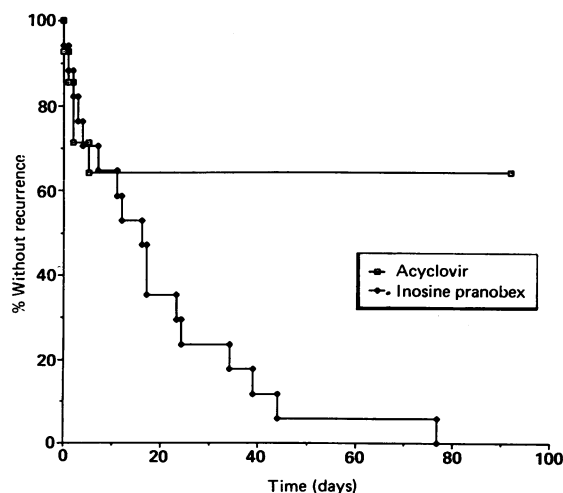 100
80
60
40
20
0
% Without recurrence
Acyclovir
Inosine pranobex
0 20 40 60 80 100
Time (days)